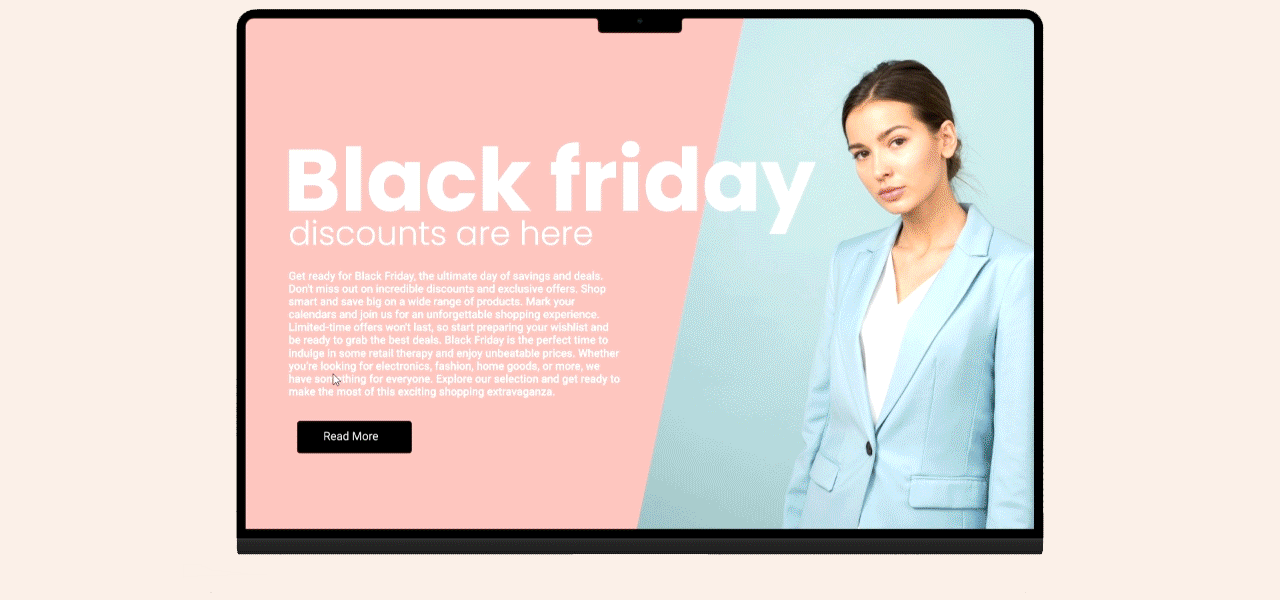 Black friday
discounts are here
Get ready for Black Friday, the ultimate day of savings and deals.
Don't miss out on incredible discounts and exclusive offers. Shop
smart and save big on a wide range of products. Mark your
calendars and join us for an unforgettable shopping experience.
Limited-time offers won't last, so start preparing your wishlist and
be ready to grab the best deals. Black Friday is the perfect time to
indulge in some retail therapy and enjoy unbeatable prices. Whether
you're looking for electronics, fashion, home goods, or more, we
have something for everyone. Explore our selection and get ready to
make the most of this exciting shopping extravaganza.
Read More